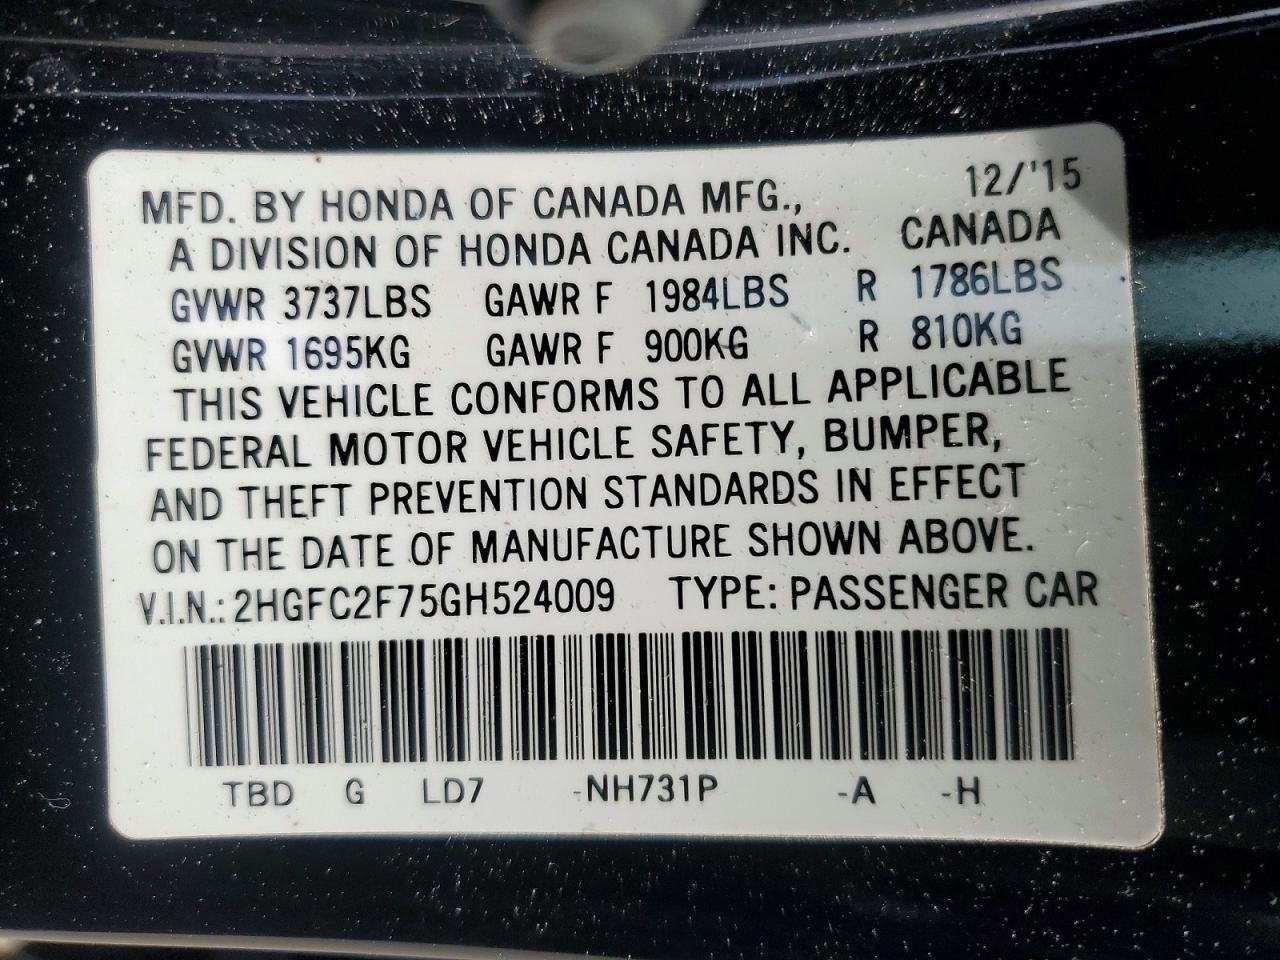 12/'15
MFD. BY HONDA OF CANADA MFG.,
A DIVISION OF HONDA CANADA INC. CANADA
GVWR 3737LBS GAWR F 1984LBS R 1786LBS
GVWR 1695KG GAWR F 900KG R 810KG
THIS VEHICLE CONFORMS TO ALL APPLICABLE
FEDERAL MOTOR VEHICLE SAFETY, BUMPER,
AND THEFT PREVENTION STANDARDS IN EFFECT
ON THE DATE OF MANUFACTURE SHOWN ABOVE.
V.I.N.: 2HGFC2F75GH524009 TYPE: PASSENGER CAR
TBD G LD7 -NH731P -A -H